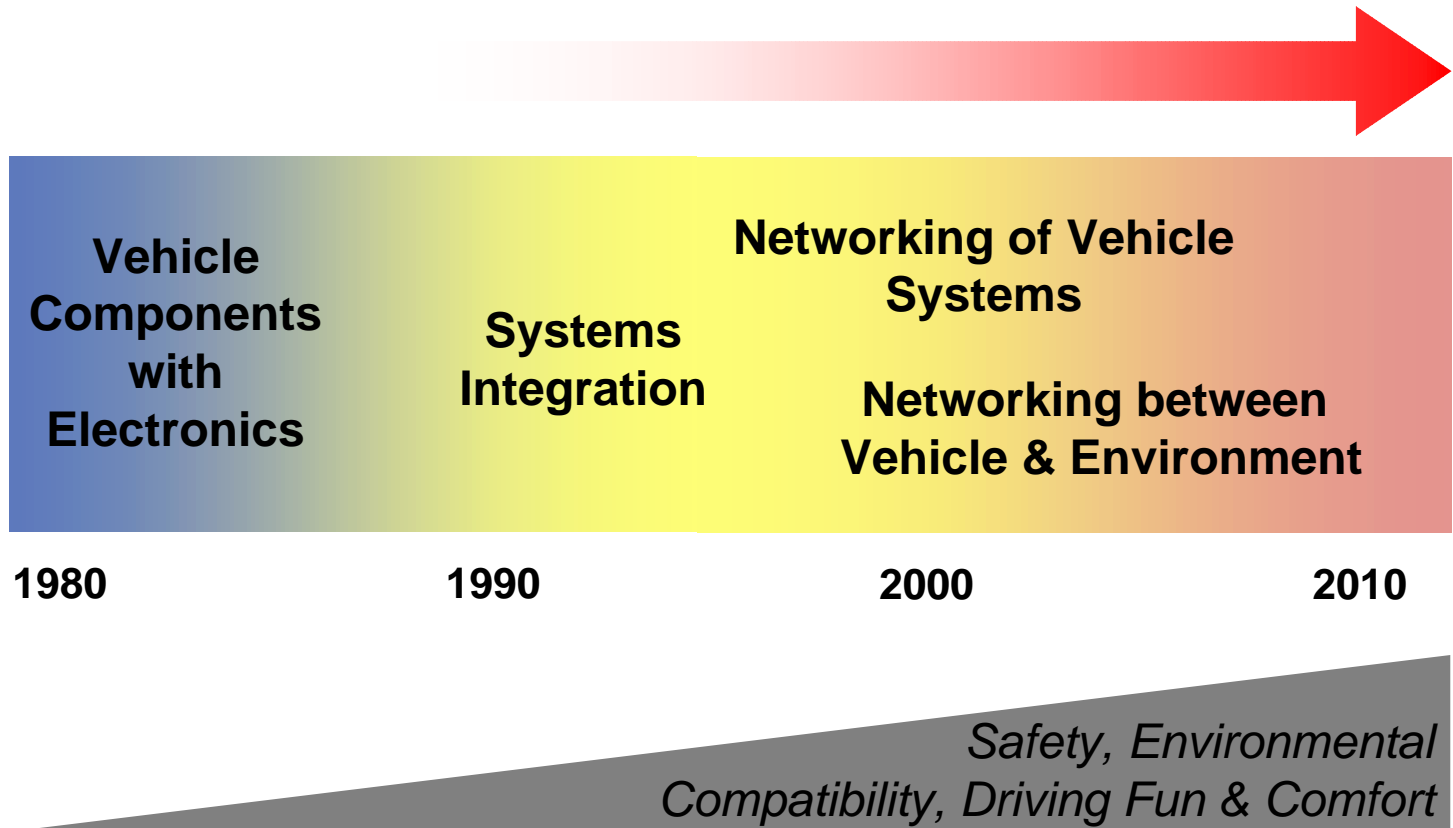 Vehicle
Components
with
Electronics
Systems
Integration
Networking of Vehicle
Systems
Networking between
Vehicle & Environment
1980
1990
2000
2010
Safety, Environmental
Compatibility, Driving Fun & Comfort